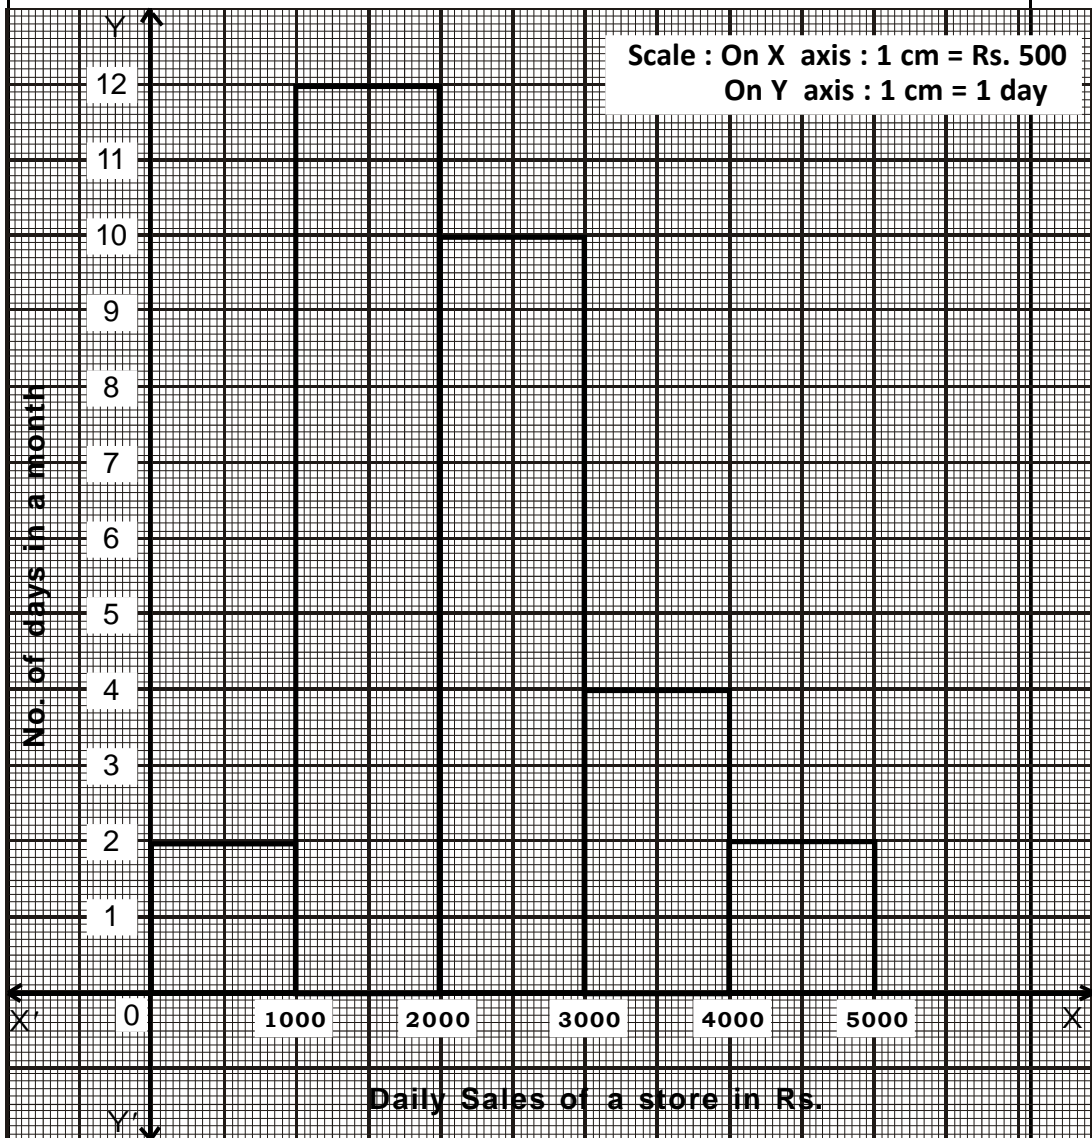 Y
Scale : On X axis : 1 cm = Rs. 500
On Y axis : 1 cm = 1 day
12
11
10
9
8
7
6
5
4
3
2
1
No. of days in a month
X' 0 1000 2000 3000 4000 5000 X
Daily Sales of a store in Rs.
Y'